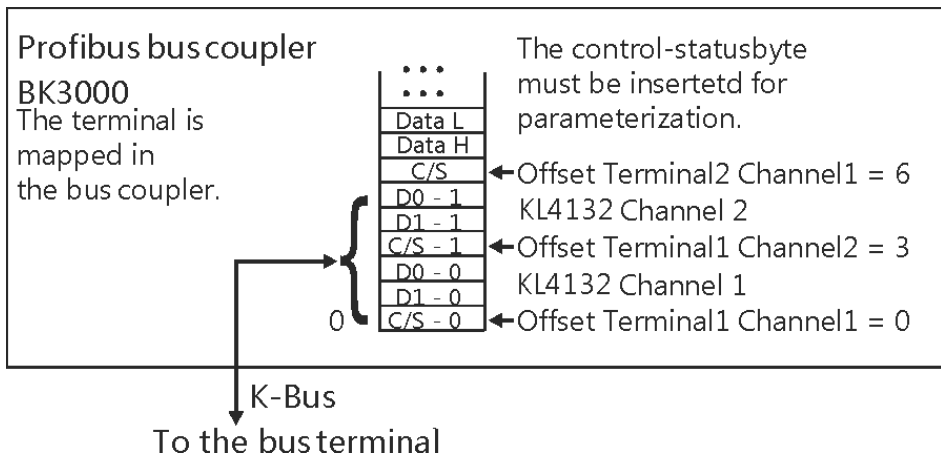 Profibus bus coupler
BK3000
The terminal is
mapped in
the bus coupler.
The control-statusbyte
must be insertetd for
parameterization.
Data L
Data H
C/S
Offset Terminal2 Channel1 = 6
D0 - 1
KL4132 Channel 2
D1 - 1
C/S - 1
Offset Terminal1 Channel2 = 3
D0 - 0
KL4132 Channel 1
D1 - 0
0
C/S - 0
Offset Terminal1 Channel1 = 0
K-Bus
To the bus terminal